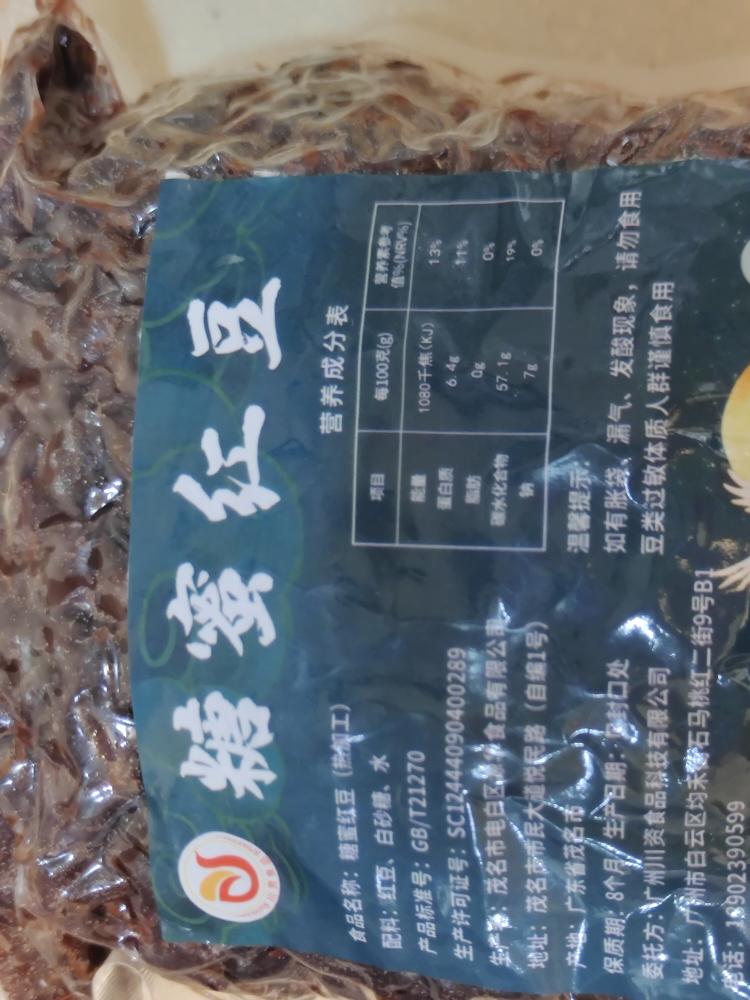 糖蜜红豆
食品名称：糖蜜红豆（热加工）
配料：红豆、白砂糖、水
产品标准号：GB/T21270
生产许可证号：SC12444090400289
生产商：茂名市电白区 食品有限公司
地址：茂名市市民大道悦民路（自编1号）
产地：广东省茂名市
保质期：8个月 生产日期： 封口处
委托方：广州川资食品科技有限公司
地址：广州市白云区均禾街石马桃红二街9号B1
电话：18902390599
营养成分表
项目 每100克(g) 营养素参考值%(NRV%)
能量 1080千焦(KJ) 13%
蛋白质 6.4g 11%
脂肪 0g 0%
碳水化合物 57.1g 19%
钠 7g 0%
温馨提示：
如有胀袋、漏气、发酸现象，请勿食用
豆类过敏体质人群谨慎食用